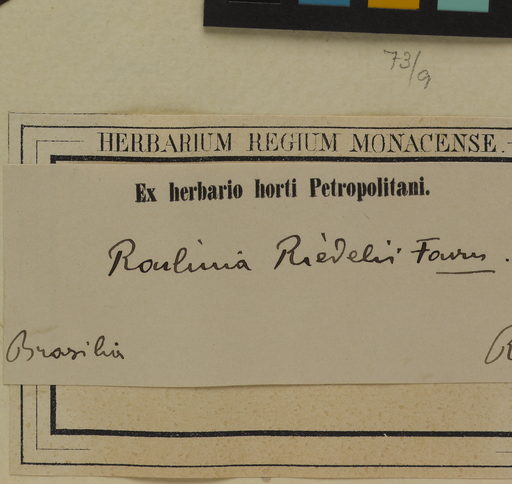 73/9
HERBARIUM REGIUM MONACENSE.
Ex herbario horti Petropolitani.
Roulinia Riedelii Fourn.
Brasilia